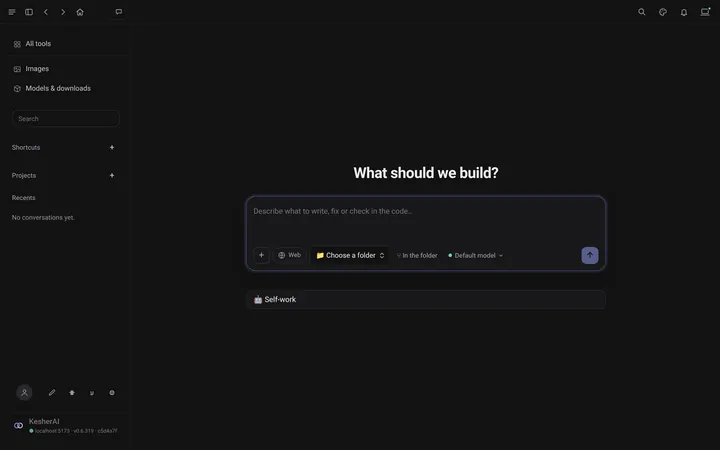 All tools
Images
Models & downloads
Search
Shortcuts
Projects
Recents
No conversations yet.
What should we build?
Describe what to write, fix or check in the code..
Web
Choose a folder
In the folder
Default model
Self-work
KesherAI
localhost:5173 · v0.6.319 · c5d4x7f